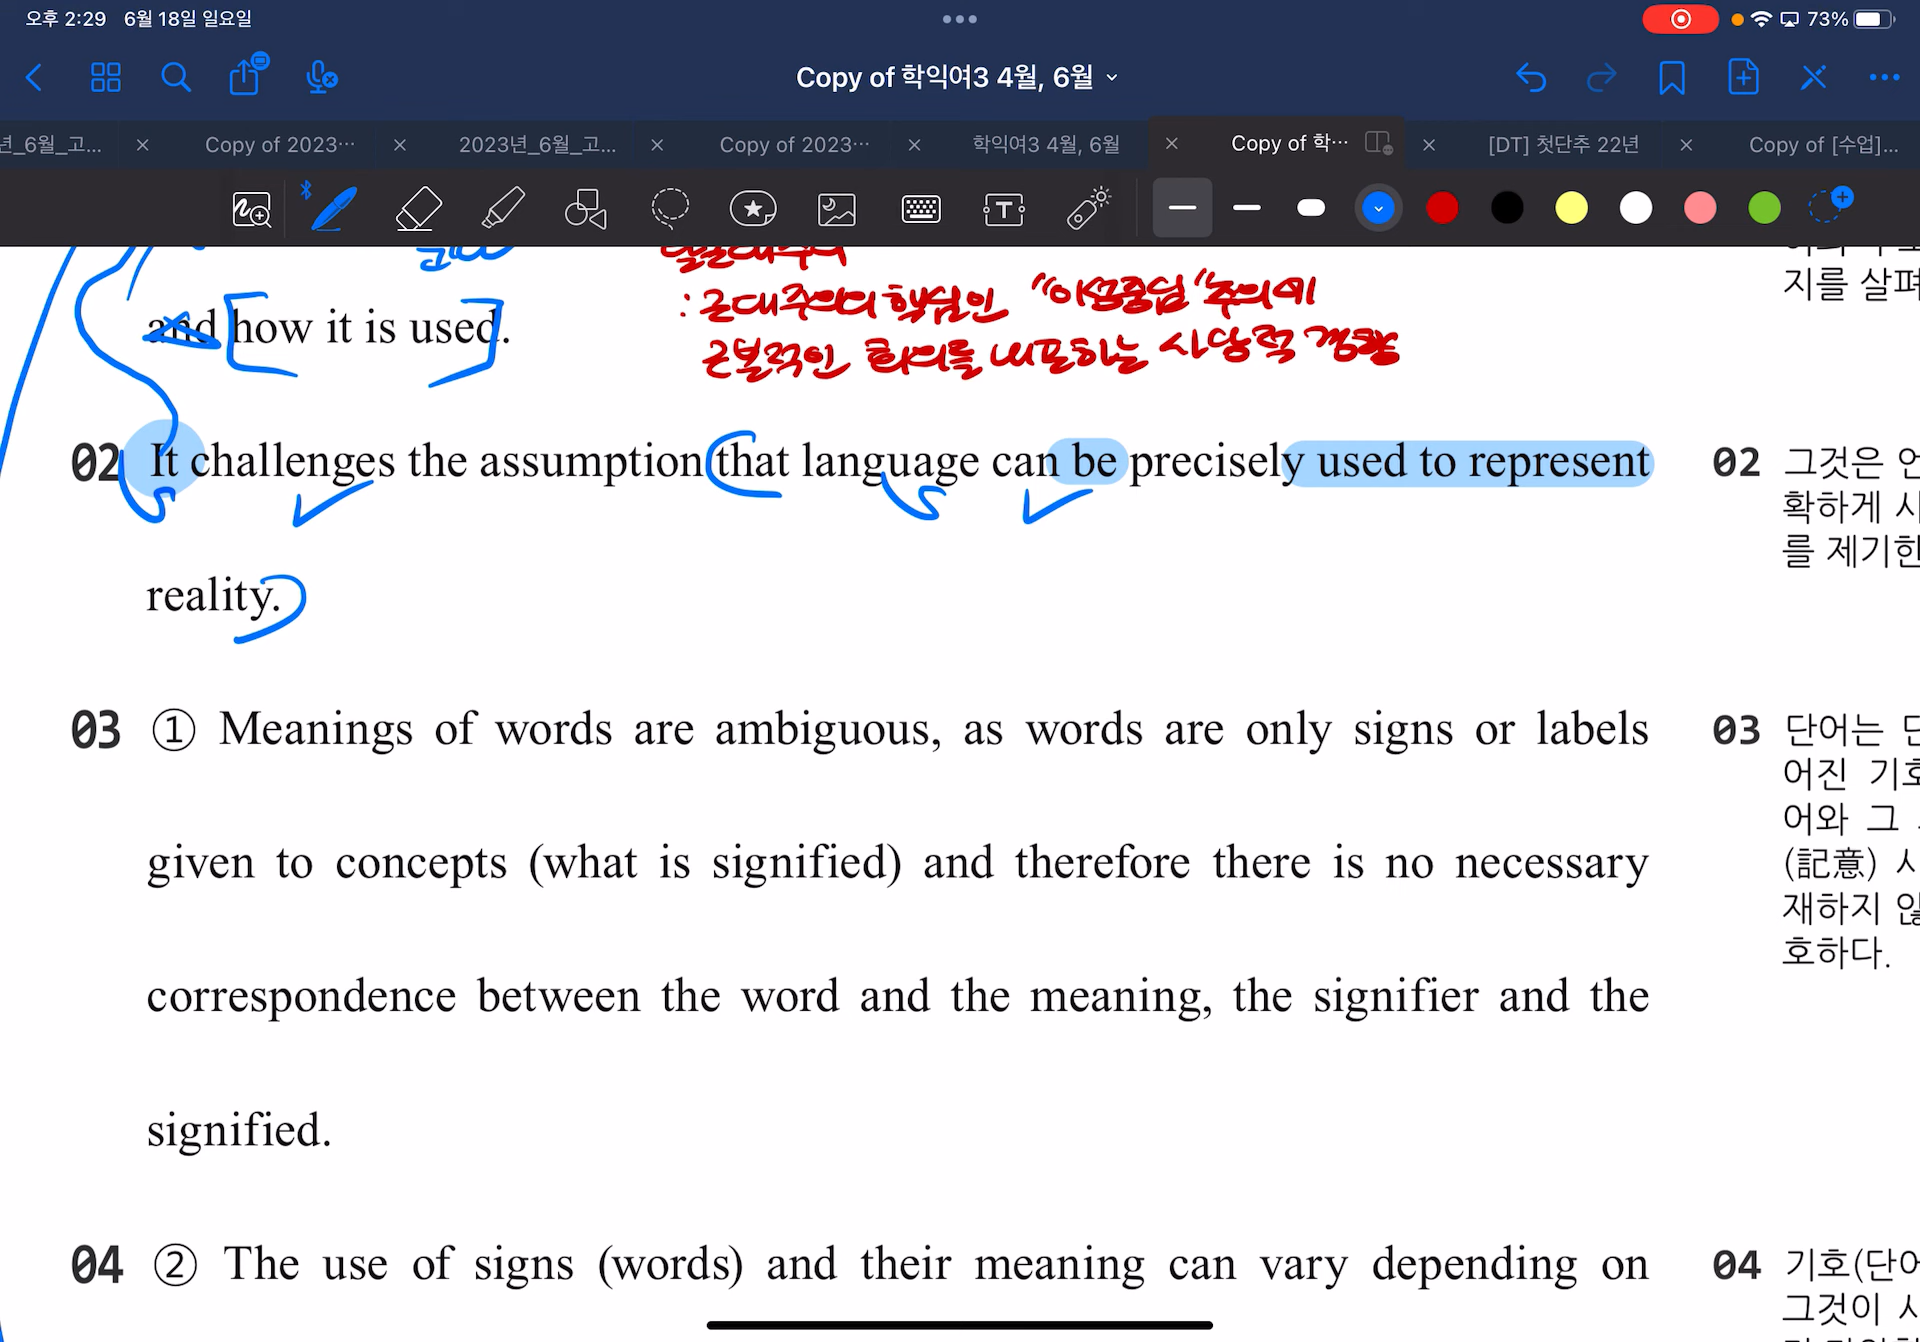 오후 2:29 6월 18일 일요일
73%
Copy of 학익여3 4월, 6월
년_6월_고... Copy of 2023··· 2023년_6월_고... Copy of 2023··· 학익여3 4월, 6월 Copy of 학··· [DT] 첫단추 22년 Copy of [수업]...
: 근대주의의 핵심인 "이성중심"주의에
and how it is used.
근본적인 회의를 내포하는 사상적 경향
지를 살펴
02 It challenges the assumption that language can be precisely used to represent
reality.
02 그것은 언
확하게 사
를 제기한
03 ① Meanings of words are ambiguous, as words are only signs or labels
given to concepts (what is signified) and therefore there is no necessary
correspondence between the word and the meaning, the signifier and the
signified.
03 단어는 단
어진 기호
어와 그
(記意) 사
재하지 않
호하다.
04 ② The use of signs (words) and their meaning can vary depending on
04 기호(단어
그것이 사